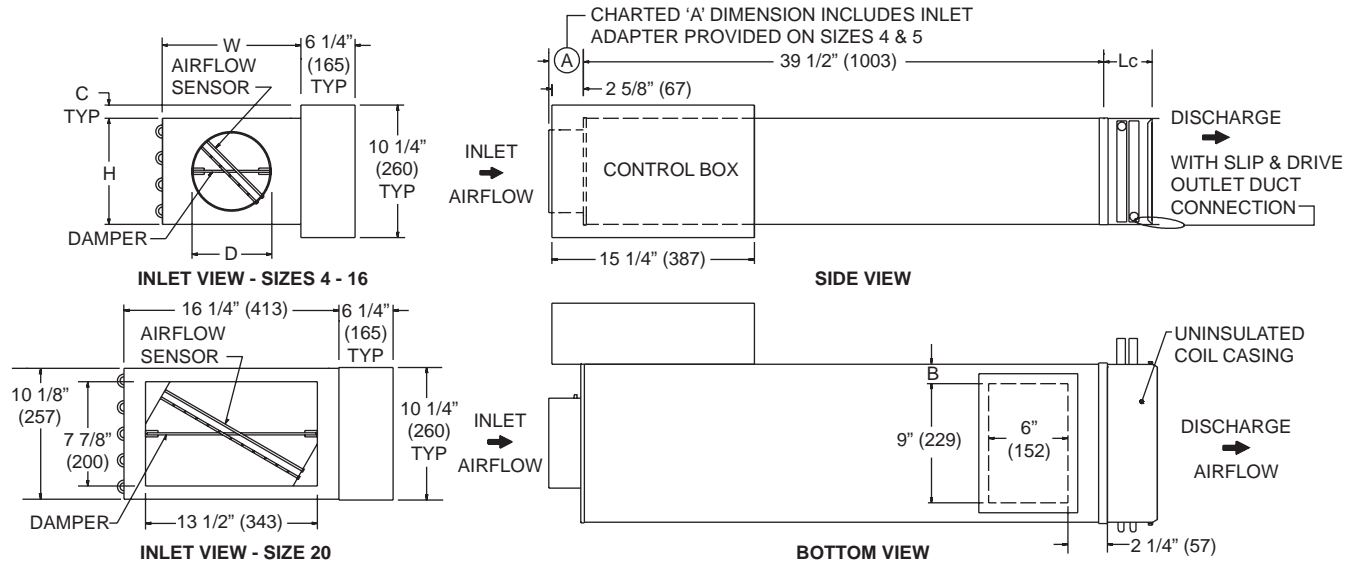 CHARTED ‘A’ DIMENSION INCLUDES INLET
ADAPTER PROVIDED ON SIZES 4 & 5
W
6 1/4” (165) TYP
AIRFLOW
SENSOR
C
TYP
H
10 1/4”
(260)
TYP
DAMPER
D
INLET VIEW - SIZES 4 - 16
A
39 1/2” (1003)
Lc
2 5/8” (67)
INLET
AIRFLOW
CONTROL BOX
DISCHARGE
WITH SLIP & DRIVE
OUTLET DUCT
CONNECTION
15 1/4” (387)
SIDE VIEW
16 1/4” (413)
6 1/4”
(165)
TYP
AIRFLOW
SENSOR
10 1/8”
(257)
7 7/8”
(200)
10 1/4”
(260)
TYP
DAMPER
13 1/2” (343)
INLET VIEW - SIZE 20
INLET
AIRFLOW
B
9” (229)
6”
(152)
UNINSULATED
COIL CASING
DISCHARGE
AIRFLOW
2 1/4” (57)
BOTTOM VIEW